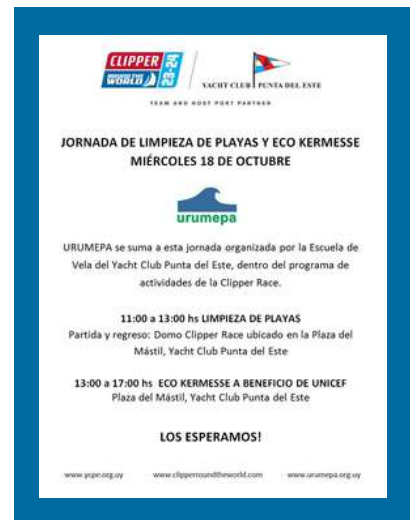 CLIPPER
ROUND THE
WORLD
23-24
YACHT CLUB PUNTA DEL ESTE
TEAM AND HOST PORT PARTNER
JORNADA DE LIMPIEZA DE PLAYAS Y ECO KERMESSE
MIÉRCOLES 18 DE OCTUBRE
urumepa
URUMEPA se suma a esta jornada organizada por la Escuela de
Vela del Yacht Club Punta del Este, dentro del programa de
actividades de la Clipper Race.
11:00 a 13:00 hs LIMPIEZA DE PLAYAS
Partida y regreso: Domo Clipper Race ubicado en la Plaza del
Mástil, Yacht Club Punta del Este
13:00 a 17:00 hs ECO KERMESSE A BENEFICIO DE UNICEF
Plaza del Mástil, Yacht Club Punta del Este
LOS ESPERAMOS!
www.ycpe.org.uy www.clipperroundtheworld.com www.urumepa.org.uy